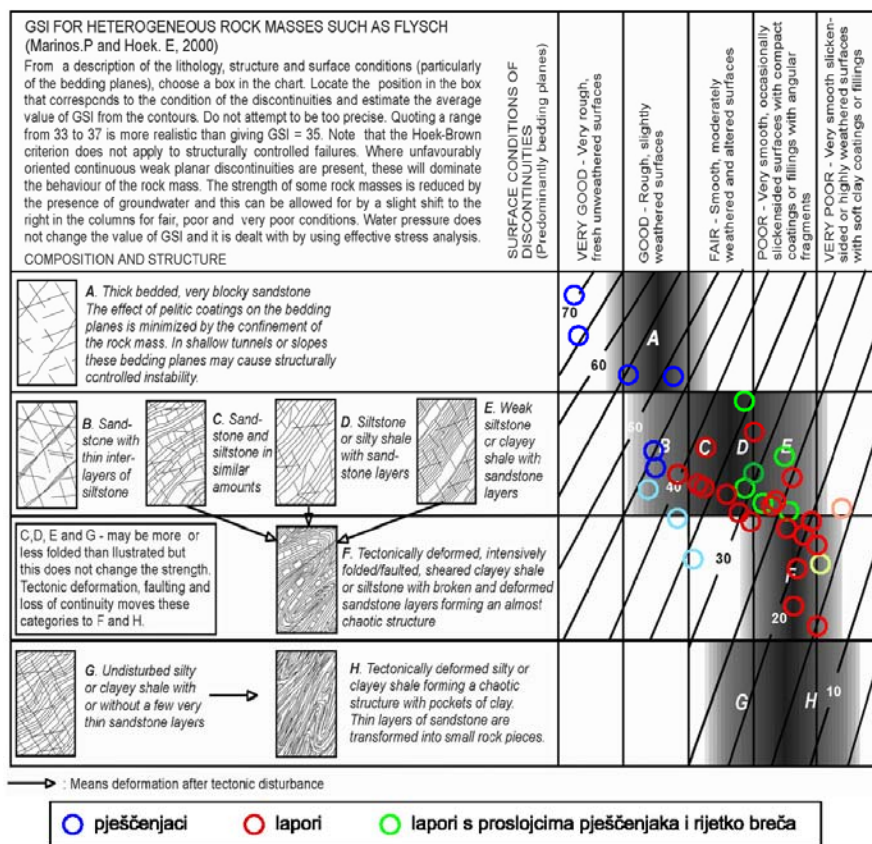 GSI FOR HETEROGENEOUS ROCK MASSES SUCH AS FLYSCH
(Marinos.P and Hoek. E, 2000)
From a description of the lithology, structure and surface conditions (particularly
of the bedding planes), choose a box in the chart. Locate the position in the box
that corresponds to the condition of the discontinuities and estimate the average
value of GSI from the contours. Do not attempt to be too precise. Quoting a range
from 33 to 37 is more realistic than giving GSI = 35. Note that the Hoek-Brown
criterion does not apply to structurally controlled failures. Where unfavourably
oriented continuous weak planar discontinuities are present, these will dominate
the behaviour of the rock mass. The strength of some rock masses is reduced by
the presence of groundwater and this can be allowed for by a slight shift to the
right in the columns for fair, poor and very poor conditions. Water pressure does
not change the value of GSI and it is dealt with by using effective stress analysis.
COMPOSITION AND STRUCTURE
SURFACE CONDITIONS OF
DISCONTINUITIES
(Predominantly bedding planes)
VERY GOOD - Very rough,
fresh unweathered surfaces
GOOD - Rough, slightly
weathered surfaces
FAIR - Smooth, moderately
weathered and altered surfaces
POOR - Very smooth, occasionally
slickensided surfaces with compact
coatings or fillings with angular
fragments
VERY POOR - Very smooth slicken-
sided or highly weathered surfaces
with soft clay coatings or fillings
A. Thick bedded, very blocky sandstone
The effect of pelitic coatings on the bedding
planes is minimized by the confinement of
the rock mass. In shallow tunnels or slopes
these bedding planes may cause structurally
controlled instability.
70
60
A
B. Sand-
stone with
thin inter-
layers of
siltstone
C. Sand-
stone and
siltstone in
similar
amounts
D. Siltstone
or silty shale
with sand-
stone layers
E. Weak
siltstone
or clayey
shale with
sandstone
layers
50
B
C
D
E
40
C,D, E and G - may be more or
less folded than llustrated but
this does not change the strength.
Tectonic deformation, faulting and
loss of continuity moves these
categories to F and H.
F. Tectonically deformed, intensively
folded/faulted, sheared clayey shale
or siltstone with broken and deformed
sandstone layers forming an almost
chaotic structure
30
F
20
G. Undisturbed silty
or clayey shale with
or without a few very
thin sandstone layers
H. Tectonically deformed silty or
clayey shale forming a chaotic
structure with pockets of clay.
Thin layers of sandstone are
transformed into small rock pieces.
G
H
10
: Means deformation after tectonic disturbance
pješčenjaci
lapori
lapori s proslojcima pješčenjaka i rijetko breča